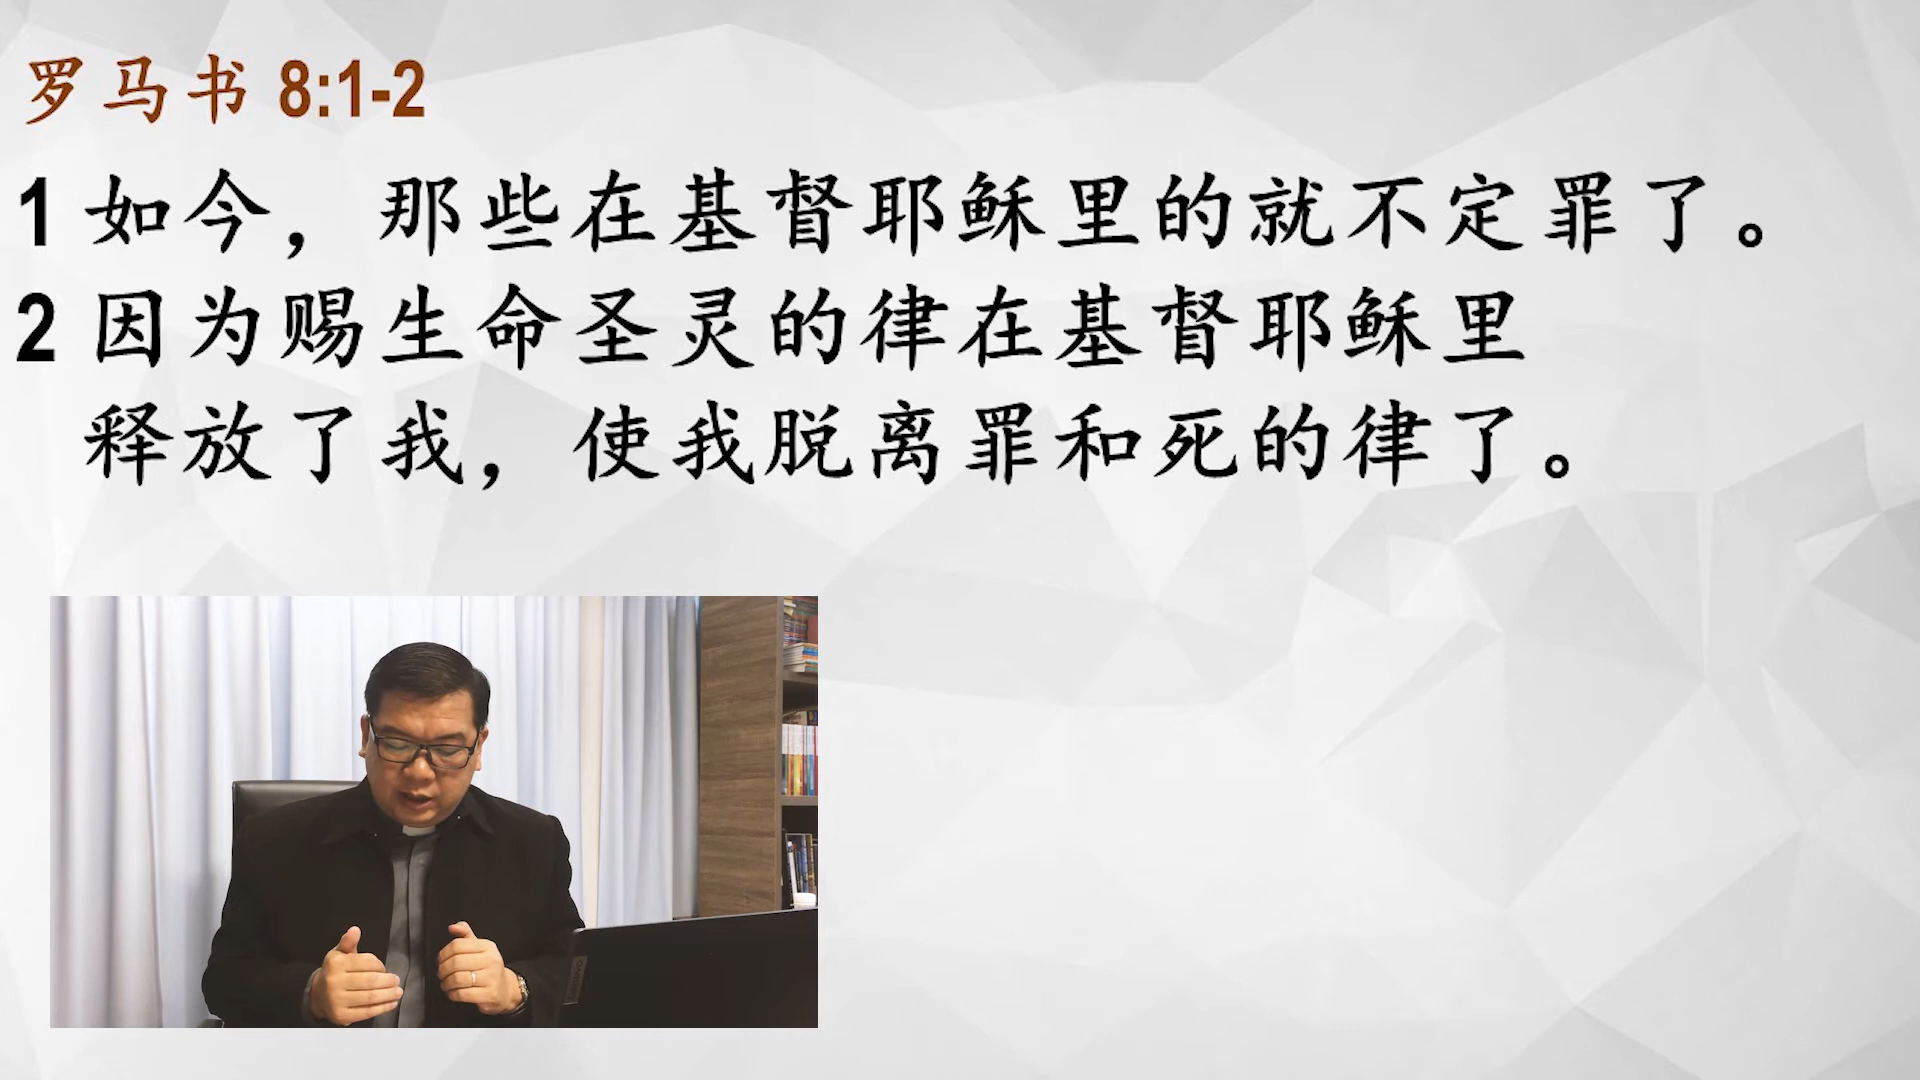 罗马书 8:1-2
1 如今，那些在基督耶稣里的就不定罪了。
2 因为赐生命圣灵的律在基督耶稣里
释放了我，使我脱离罪和死的律了。